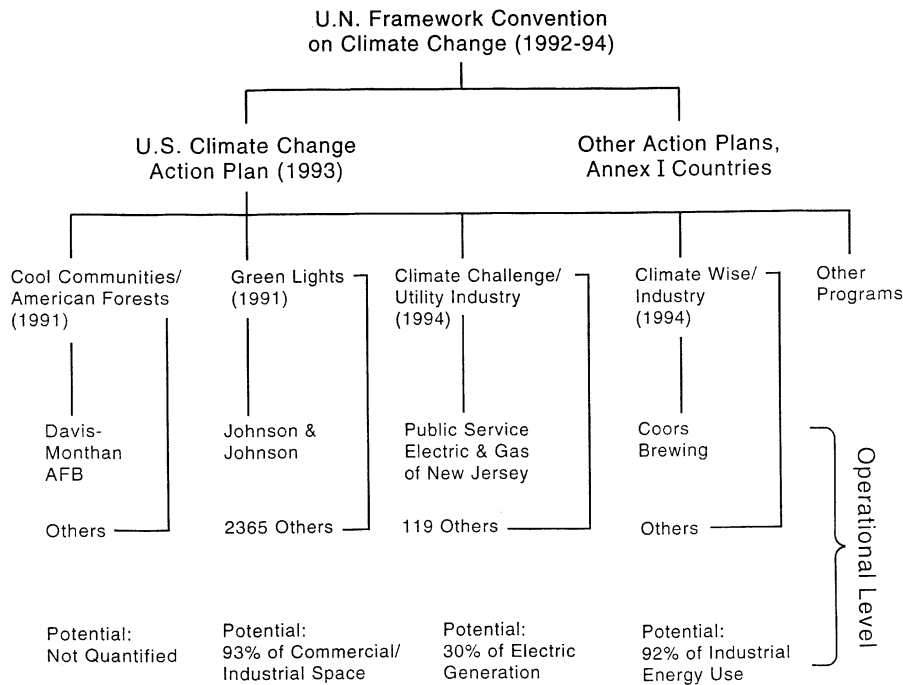 U.N. Framework Convention
on Climate Change (1992-94)
U.S. Climate Change
Action Plan (1993)
Other Action Plans,
Annex I Countries
Cool Communities/
American Forests
(1991)
Green Lights
(1991)
Climate Challenge/
Utility Industry
(1994)
Climate Wise/
Industry
(1994)
Other
Programs
Davis-
Monthan
AFB
Johnson &
Johnson
Public Service
Electric & Gas
of New Jersey
Coors
Brewing
Others
2365 Others
119 Others
Others
Operational Level
Potential:
Not Quantified
Potential:
93% of Commercial/
Industrial Space
Potential:
30% of Electric
Generation
Potential:
92% of Industrial
Energy Use